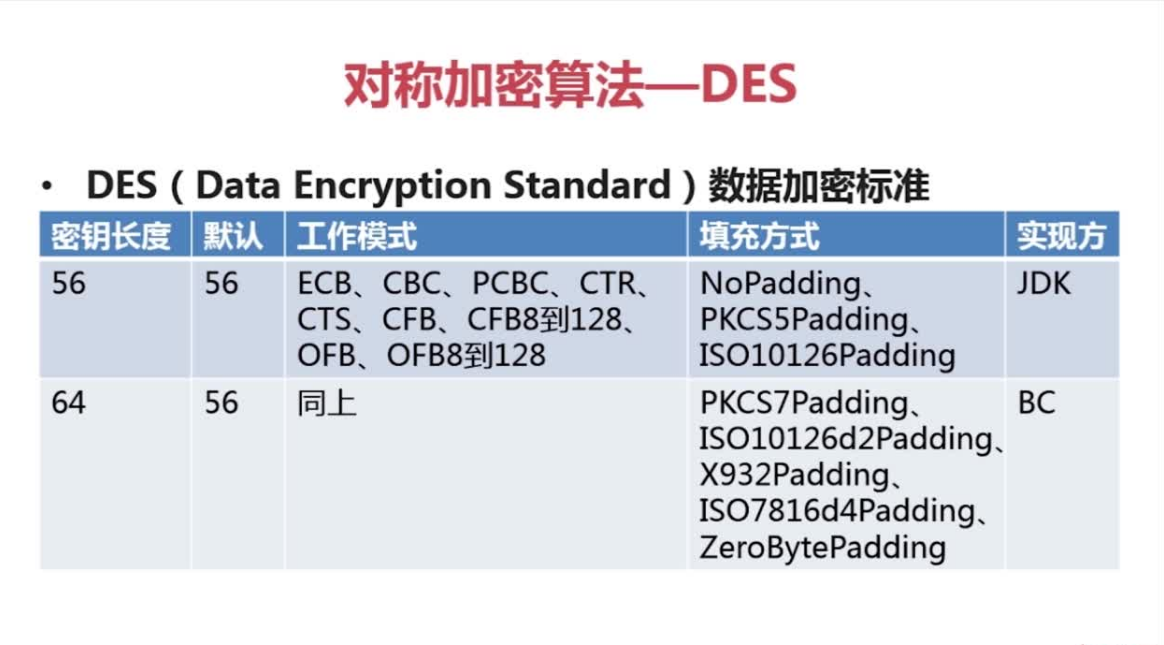 对称加密算法—DES
• DES（Data Encryption Standard）数据加密标准
密钥长度 默认 工作模式 填充方式 实现方
56 56 ECB、CBC、PCBC、CTR、 NoPadding、 JDK
CTS、CFB、CFB8到128、 PKCS5Padding、
OFB、OFB8到128 ISO10126Padding
64 56 同上 PKCS7Padding、 BC
ISO10126d2Padding、
X932Padding、
ISO7816d4Padding、
ZeroBytePadding